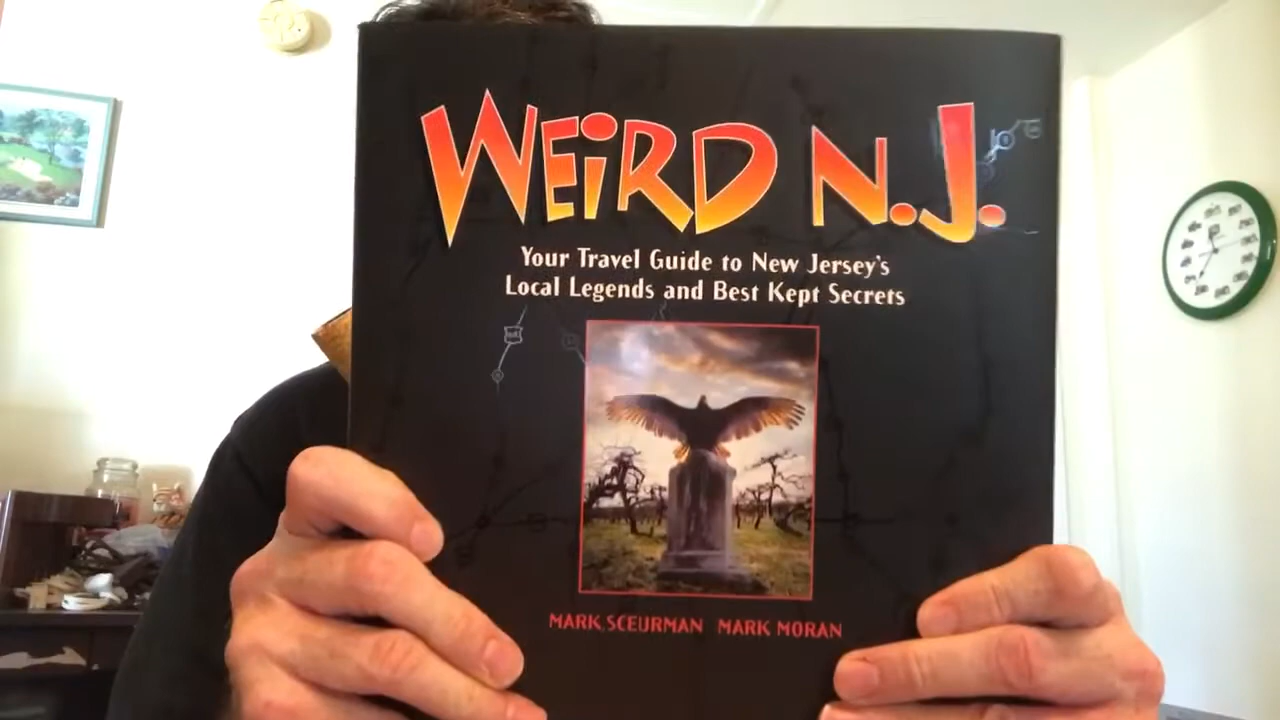 WEiRD N.J.
Your Travel Guide to New Jersey's
Local Legends and Best Kept Secrets
MARK SCEURMAN MARK MORAN